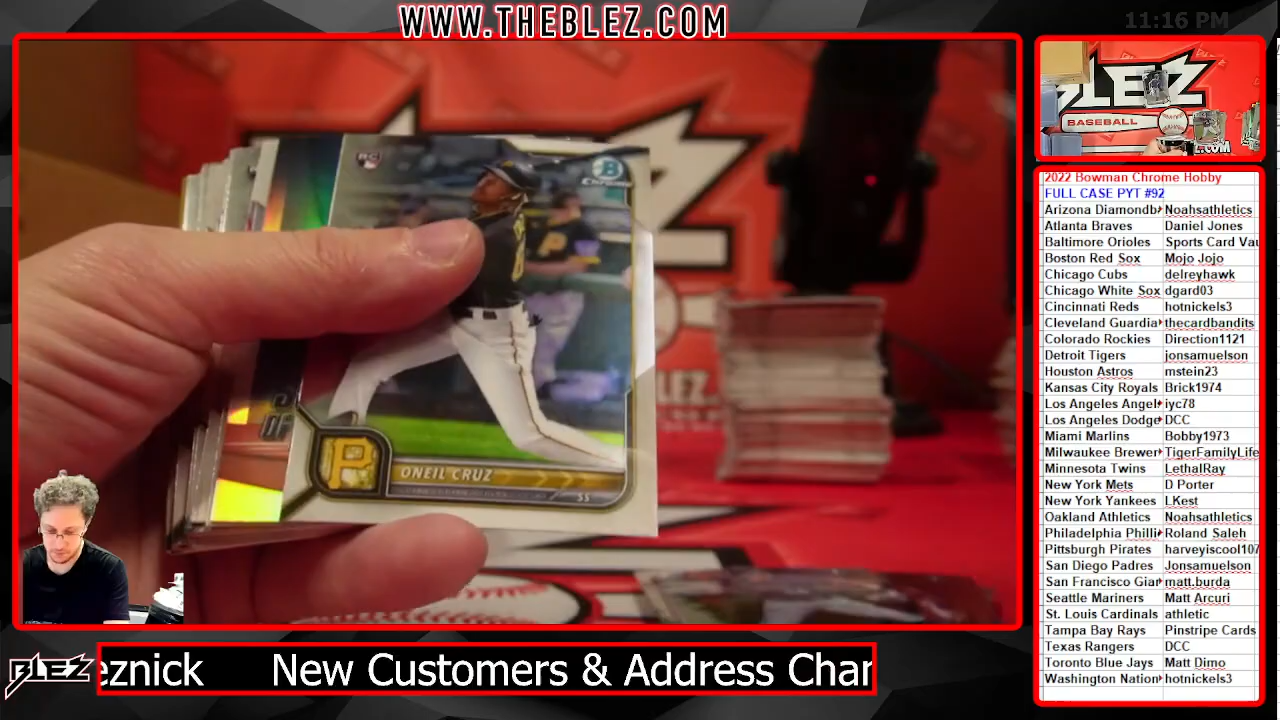 WWW.THEBLEZ.COM
11:16 PM
BLEZ
BASEBALL
Z.COM
2022 Bowman Chrome Hobby
FULL CASE PYT #92
Arizona Diamondb Noahsathletics
Atlanta Braves Daniel Jones
Baltimore Orioles Sports Card Vau
Boston Red Sox Mojo Jojo
Chicago Cubs delreyhawk
Chicago White Sox dgard03
Cincinnati Reds hotnickels3
Cleveland Guardia thecardbandits
Colorado Rockies Direction1121
Detroit Tigers jonsamuelson
Houston Astros mstein23
Kansas City Royals Brick1974
Los Angeles Angel iyc78
Los Angeles Dodge DCC
Miami Marlins Bobby1973
Milwaukee Brewer TigerFamilyLife
Minnesota Twins LethalRay
New York Mets D Porter
New York Yankees LKest
Oakland Athletics Noahsathletics
Philadelphia Philli Roland Saleh
Pittsburgh Pirates harveyiscool107
San Diego Padres Jonsamuelson
San Francisco Gian matt.burda
Seattle Mariners Matt Arcuri
St. Louis Cardinals athletic
Tampa Bay Rays Pinstripe Cards
Texas Rangers DCC
Toronto Blue Jays Matt Dimo
Washington Nation hotnickels3
RC
B
Chrome
P
OF
P
ONEIL CRUZ
SS
BLEZ
BLEZ
eznick New Customers & Address Char